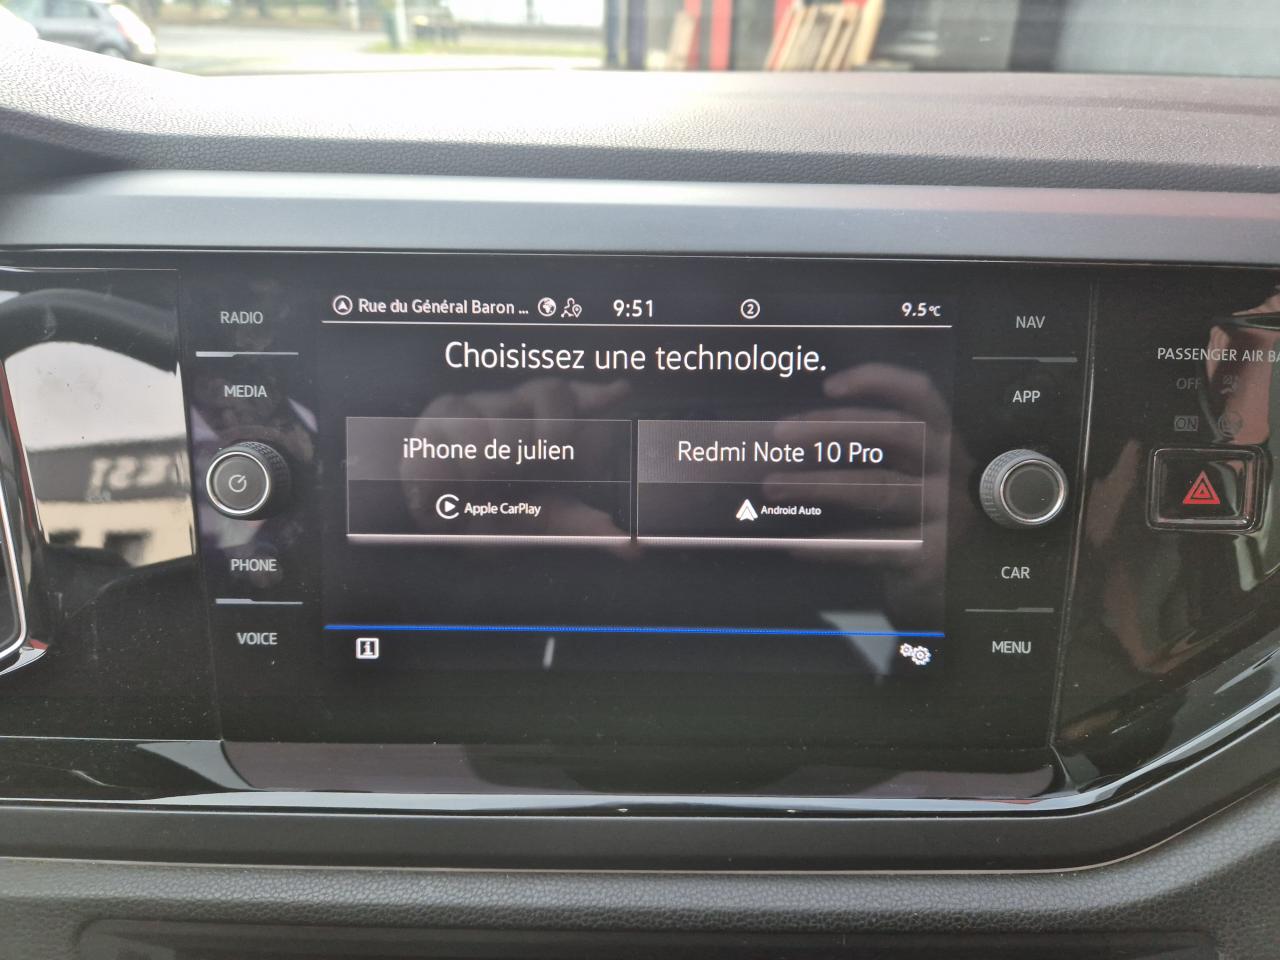 Rue du Général Baron ... 9:51 2 9.5°C
Choisissez une technologie.
iPhone de julien
Apple CarPlay
Redmi Note 10 Pro
Android Auto
i
RADIO
MEDIA
PHONE
VOICE
NAV
APP
CAR
MENU
PASSENGER AIR BA
OFF
ON